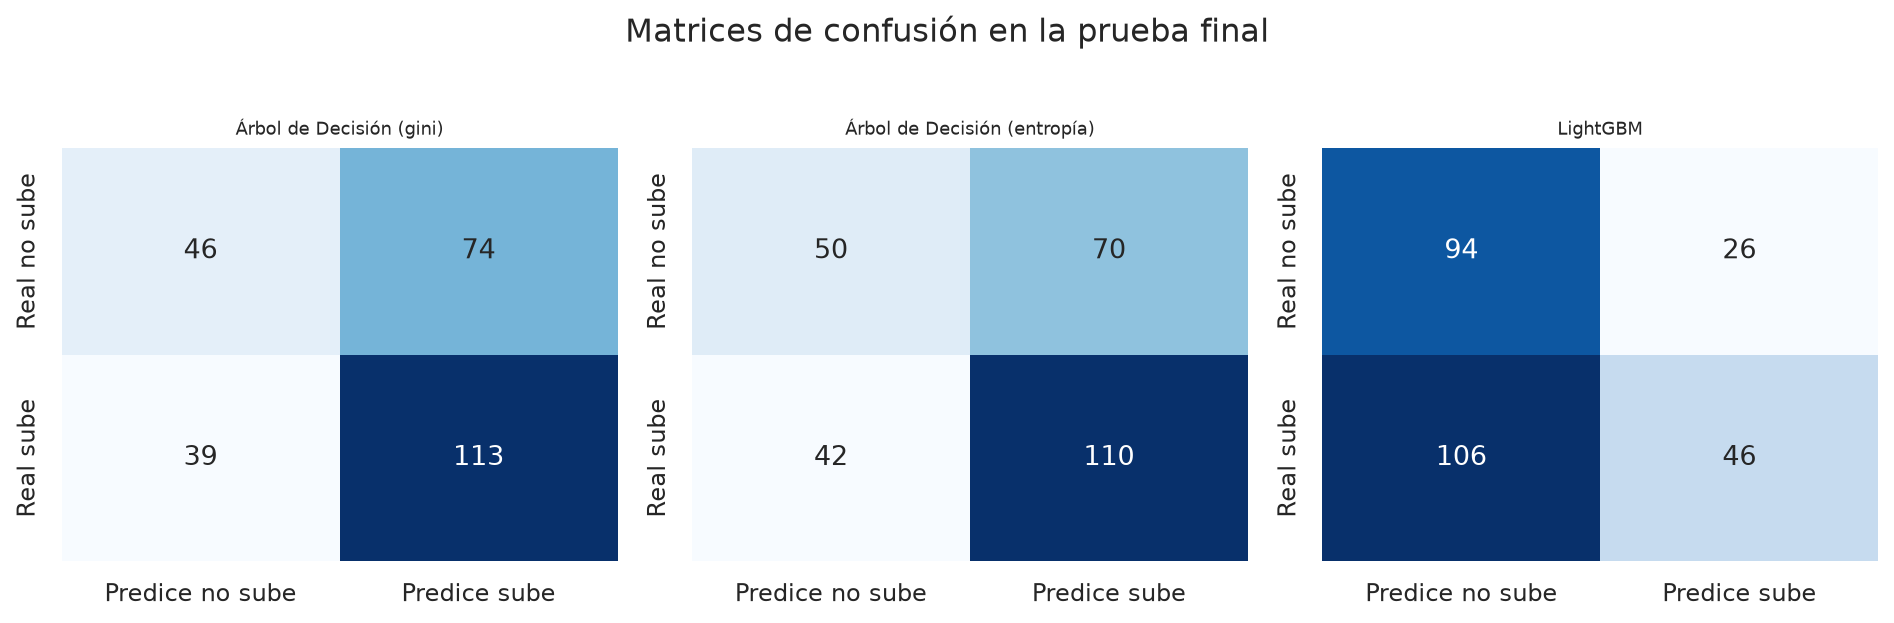 Matrices de confusión en la prueba final
Árbol de Decisión (gini)
Real no sube
46
74
Real sube
39
113
Predice no sube
Predice sube
Árbol de Decisión (entropía)
Real no sube
50
70
Real sube
42
110
Predice no sube
Predice sube
LightGBM
Real no sube
94
26
Real sube
106
46
Predice no sube
Predice sube